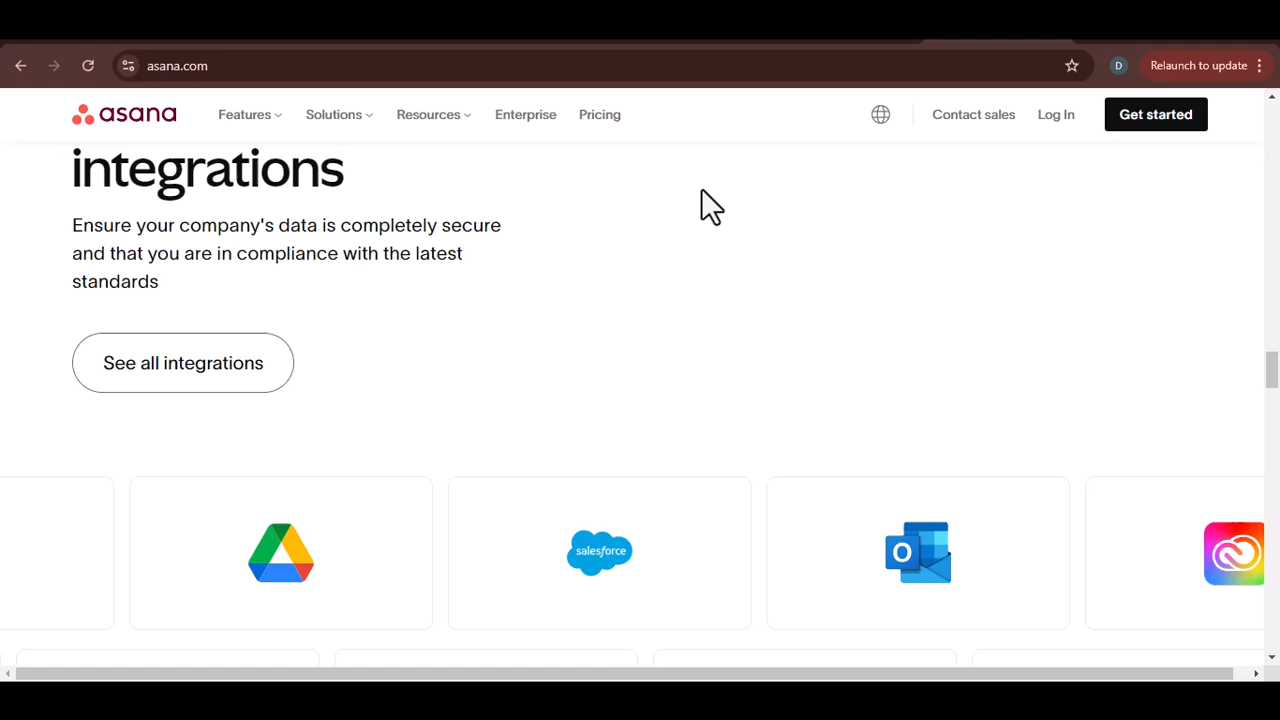 asana.com
D
Relaunch to update
asana
Features
Solutions
Resources
Enterprise
Pricing
Contact sales
Log In
Get started
integrations
Ensure your company's data is completely secure
and that you are in compliance with the latest
standards
See all integrations
salesforce
O